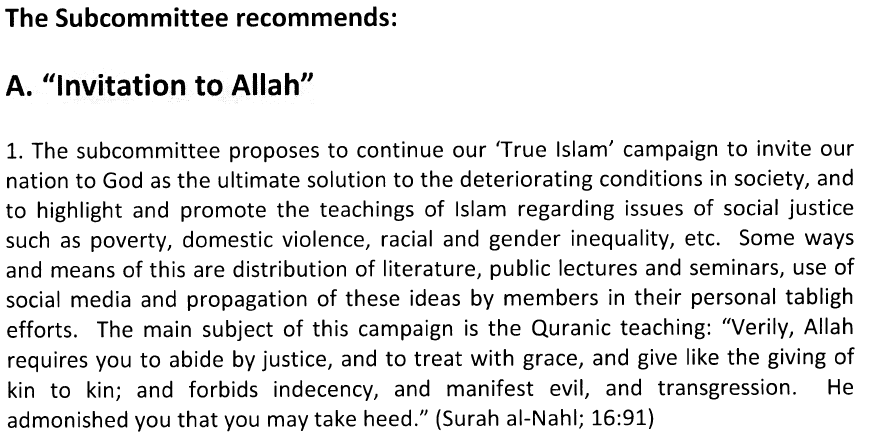 The Subcommittee recommends:
A. “Invitation to Allah”
1. The subcommittee proposes to continue our ‘True Islam’ campaign to invite our
nation to God as the ultimate solution to the deteriorating conditions in society, and
to highlight and promote the teachings of Islam regarding issues of social justice
such as poverty, domestic violence, racial and gender inequality, etc.  Some ways
and means of this are distribution of literature, public lectures and seminars, use of
social media and propagation of these ideas by members in their personal tabligh
efforts.  The main subject of this campaign is the Quranic teaching: “Verily, Allah
requires you to abide by justice, and to treat with grace, and give like the giving of
kin to kin; and forbids indecency, and manifest evil, and transgression.  He
admonished you that you may take heed.” (Surah al-Nahl; 16:91)